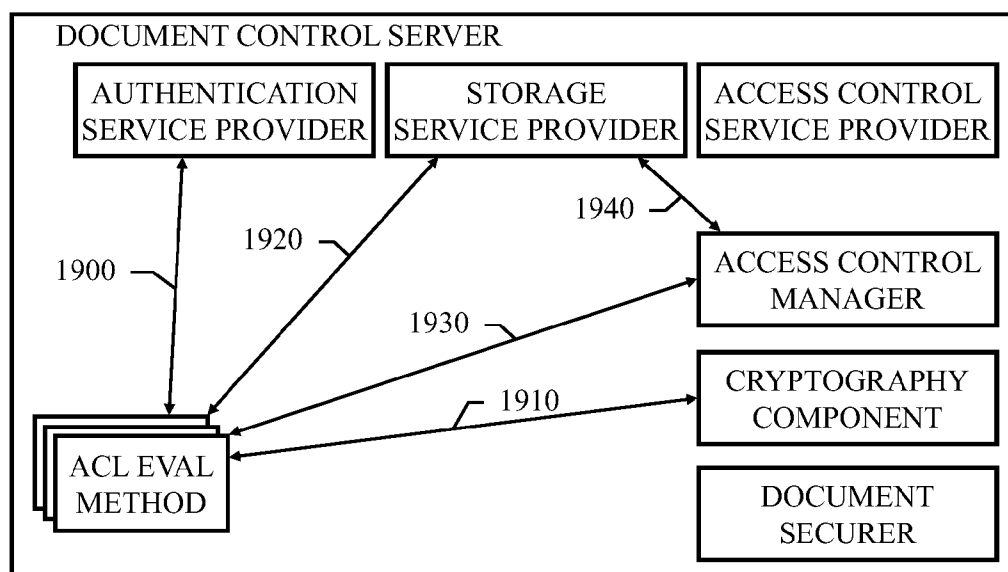 DOCUMENT CONTROL SERVER
AUTHENTICATION
SERVICE PROVIDER
STORAGE
SERVICE PROVIDER
ACCESS CONTROL
SERVICE PROVIDER
1900
1920
1940
ACCESS CONTROL
MANAGER
1930
1910
CRYPTOGRAPHY
COMPONENT
ACL EVAL
METHOD
DOCUMENT
SECURER